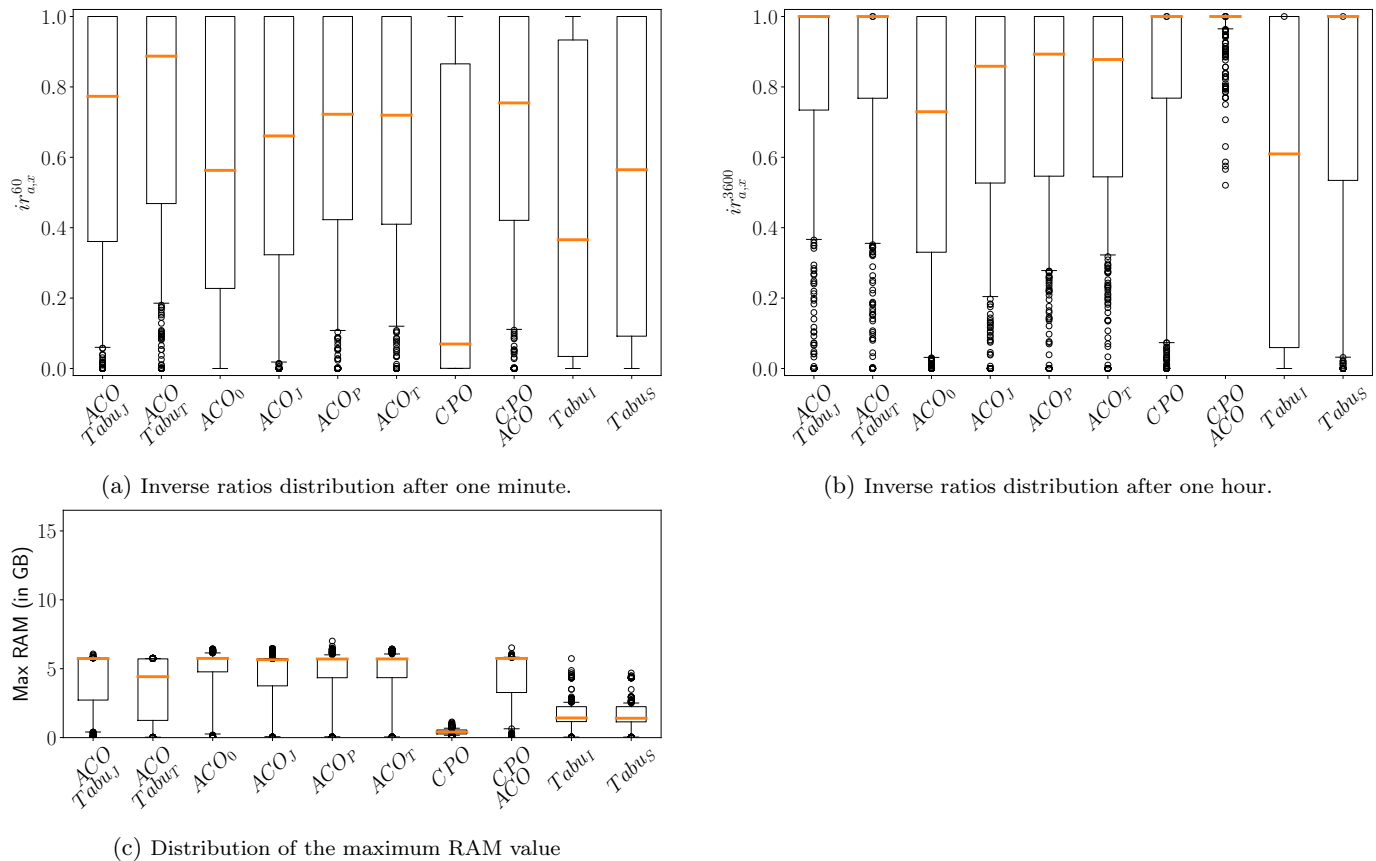 1.0
0.8
0.6
0.4
0.2
0.0
ir^{60}_{a,x}
ACO Tabu_J
ACO Tabu_T
ACO_0
ACO_J
ACO_P
ACO_T
CPO
CPO ACO
Tabu_I
Tabu_S
(a) Inverse ratios distribution after one minute.
1.0
0.8
0.6
0.4
0.2
0.0
ir^{3600}_{a,x}
ACO Tabu_J
ACO Tabu_T
ACO_0
ACO_J
ACO_P
ACO_T
CPO
CPO ACO
Tabu_I
Tabu_S
(b) Inverse ratios distribution after one hour.
15
10
5
0
Max RAM (in GB)
ACO Tabu_J
ACO Tabu_T
ACO_0
ACO_J
ACO_P
ACO_T
CPO
CPO ACO
Tabu_I
Tabu_S
(c) Distribution of the maximum RAM value